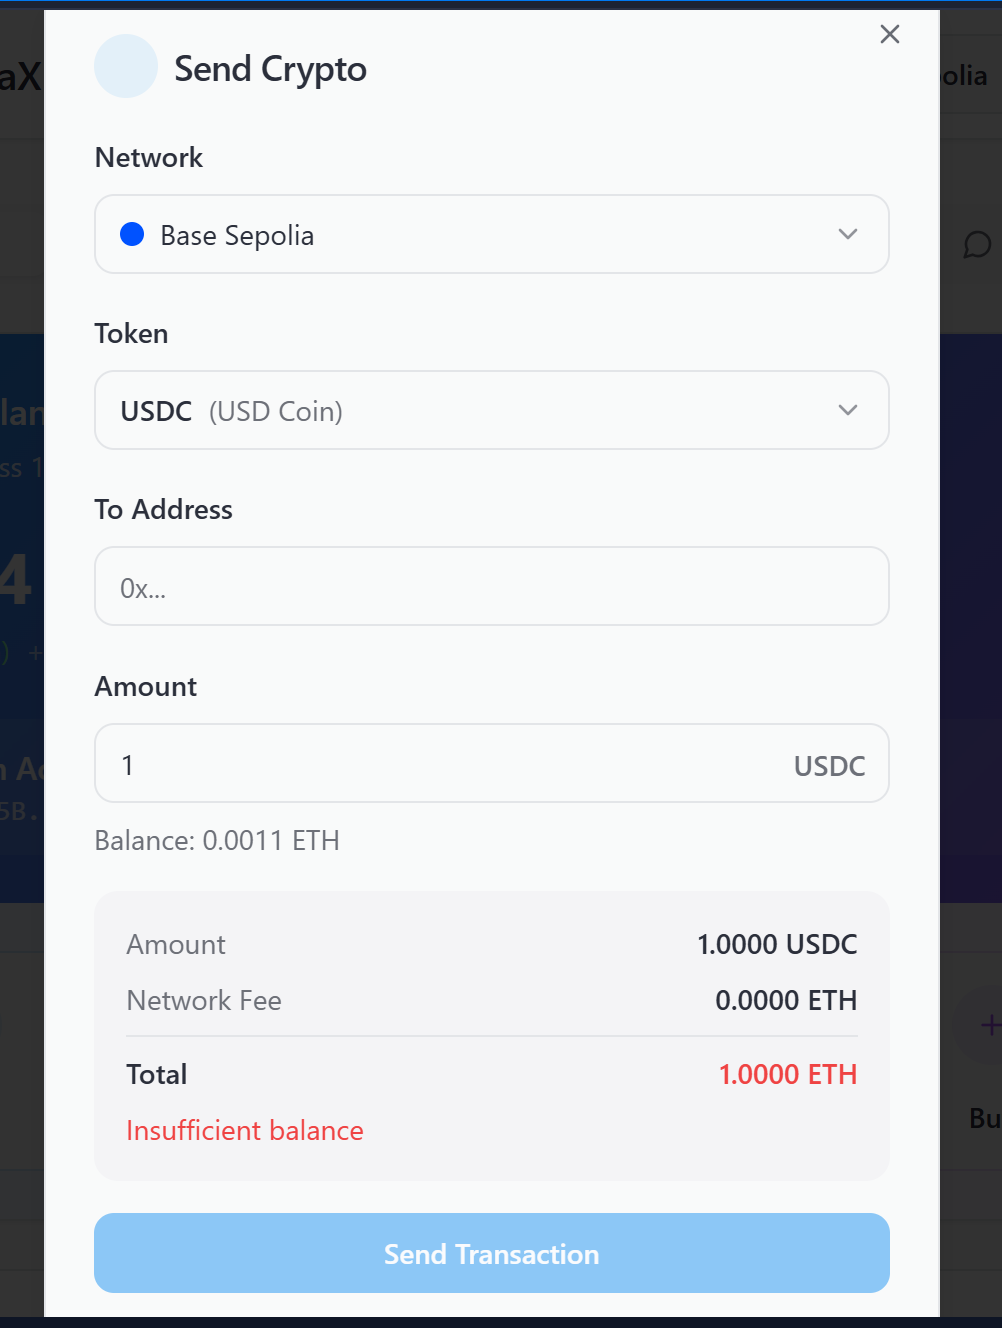 Send Crypto
aX
olia
Network
Base Sepolia
Token
USDC (USD Coin)
lan
ss 1
To Address
0x...
4
) +
Amount
1 USDC
5B.
Balance: 0.0011 ETH
Amount 1.0000 USDC
Network Fee 0.0000 ETH
Total 1.0000 ETH
Bu
Insufficient balance
Send Transaction